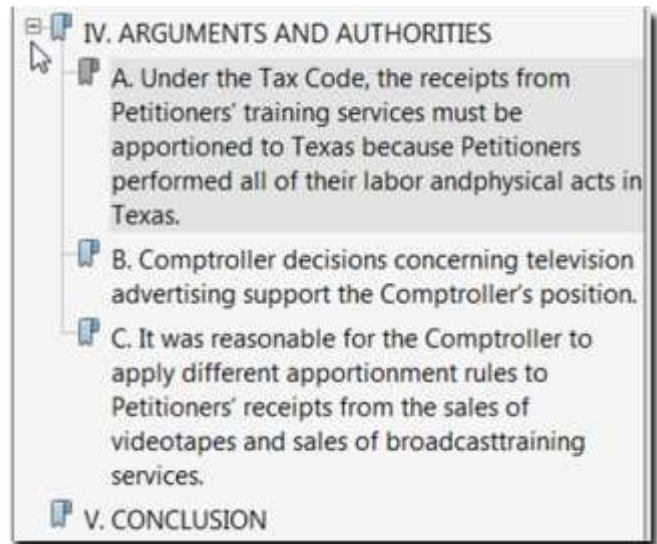 IV. ARGUMENTS AND AUTHORITIES
A. Under the Tax Code, the receipts from
Petitioners' training services must be
apportioned to Texas because Petitioners
performed all of their labor andphysical acts in
Texas.
B. Comptroller decisions concerning television
advertising support the Comptroller's position.
C. It was reasonable for the Comptroller to
apply different apportionment rules to
Petitioners' receipts from the sales of
videotapes and sales of broadcasttraining
services.
V. CONCLUSION